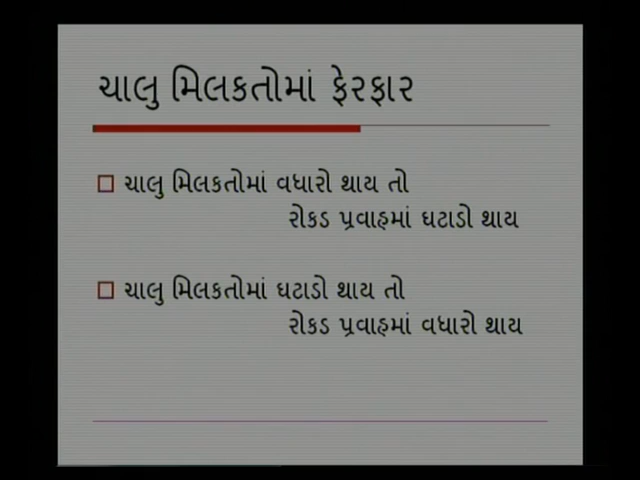 ચાલુ મિલકતોમાં ફેરફાર
ચાલુ મિલકતોમાં વધારો થાય તો
રોકડ પ્રવાહમાં ઘટાડો થાય
ચાલુ મિલકતોમાં ઘટાડો થાય તો
રોકડ પ્રવાહમાં વધારો થાય